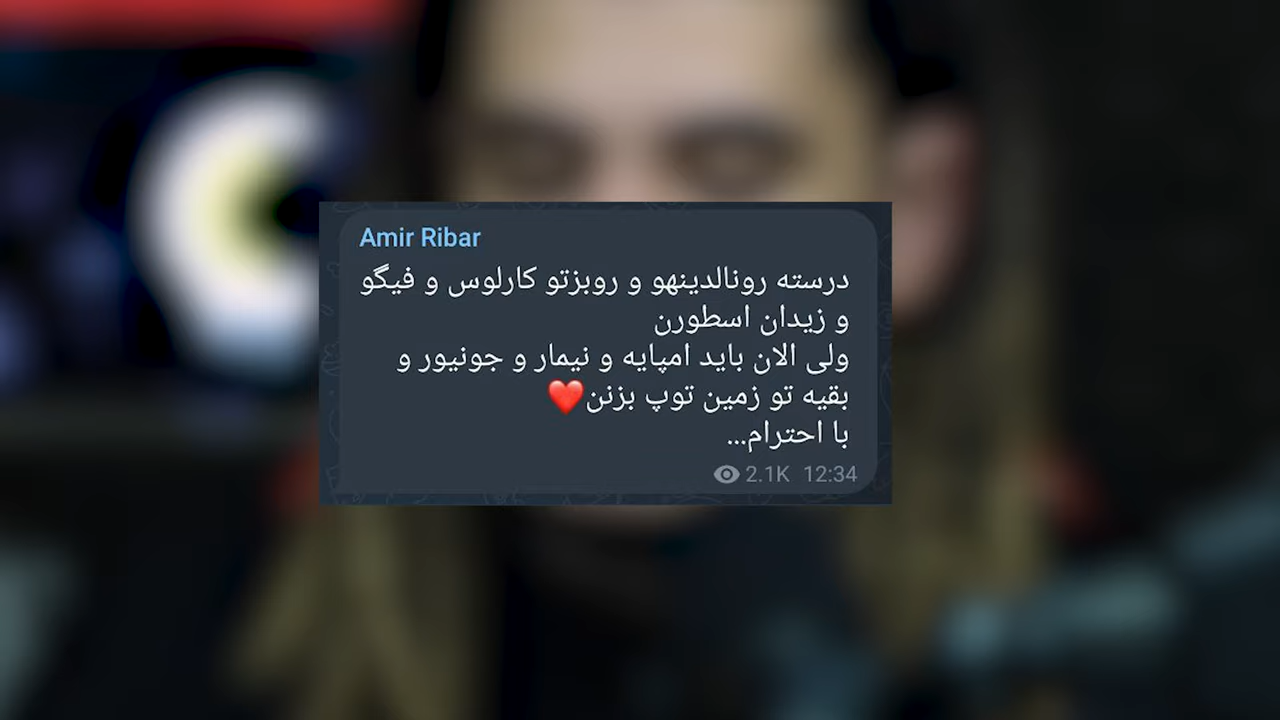 Amir Ribar
درسته رونالدینهو و روبزتو کارلوس و فیگو
و زیدان اسطورن
ولی الان باید امپایه و نیمار و جونیور و
بقیه تو زمین توپ بزنن❤️
با احترام...
2.1K 12:34